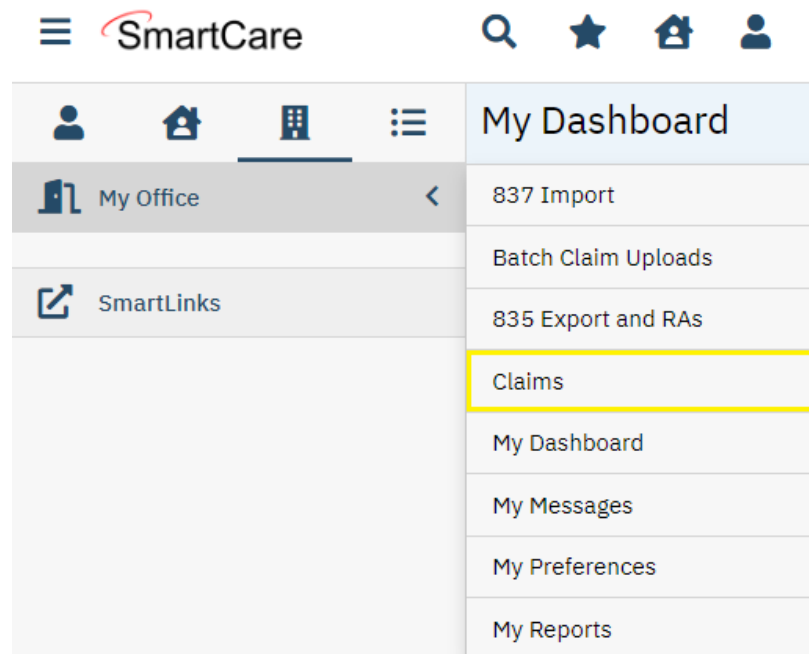 SmartCare
My Dashboard
My Office
SmartLinks
837 Import
Batch Claim Uploads
835 Export and RAs
Claims
My Dashboard
My Messages
My Preferences
My Reports